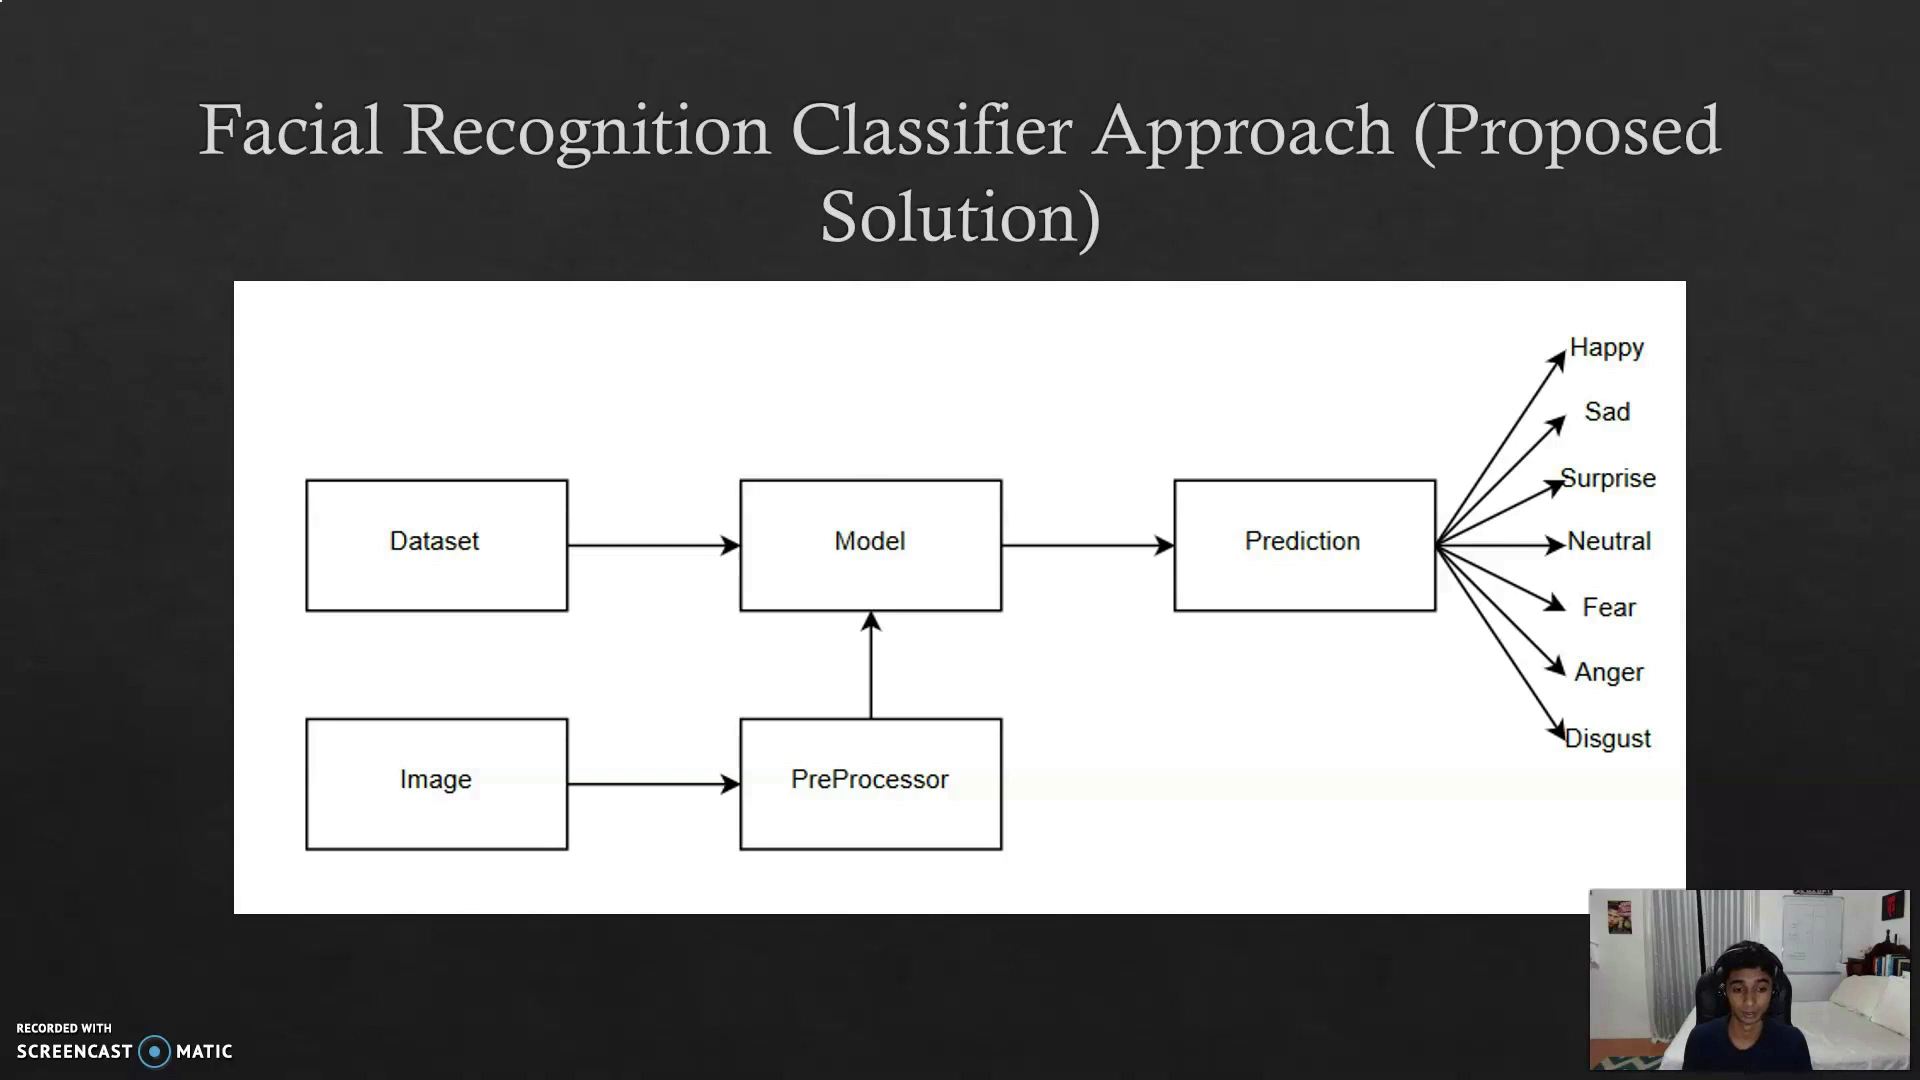 Facial Recognition Classifier Approach (Proposed
Solution)
Happy
Sad
Surprise
Dataset
Model
Prediction
Neutral
Fear
Anger
Image
PreProcessor
Disgust
RECORDED WITH
SCREENCAST MATIC